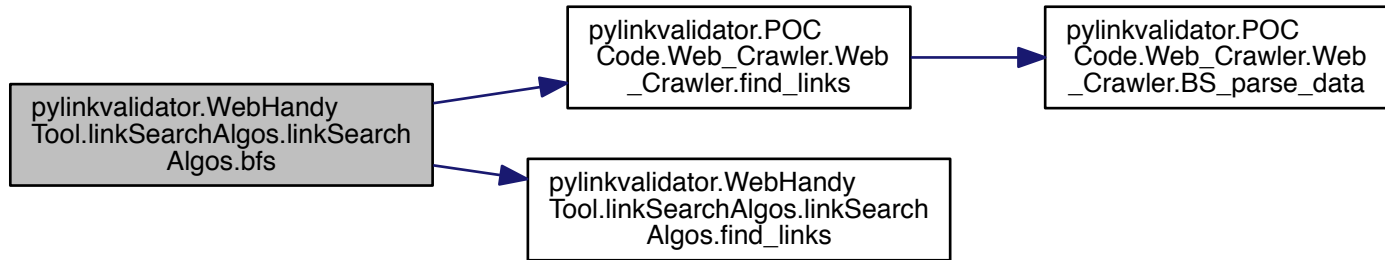 pylinkvalidator.WebHandy
Tool.linkSearchAlgos.linkSearch
Algos.bfs
pylinkvalidator.POC
Code.Web_Crawler.Web
_Crawler.find_links
pylinkvalidator.POC
Code.Web_Crawler.Web
_Crawler.BS_parse_data
pylinkvalidator.WebHandy
Tool.linkSearchAlgos.linkSearch
Algos.find_links